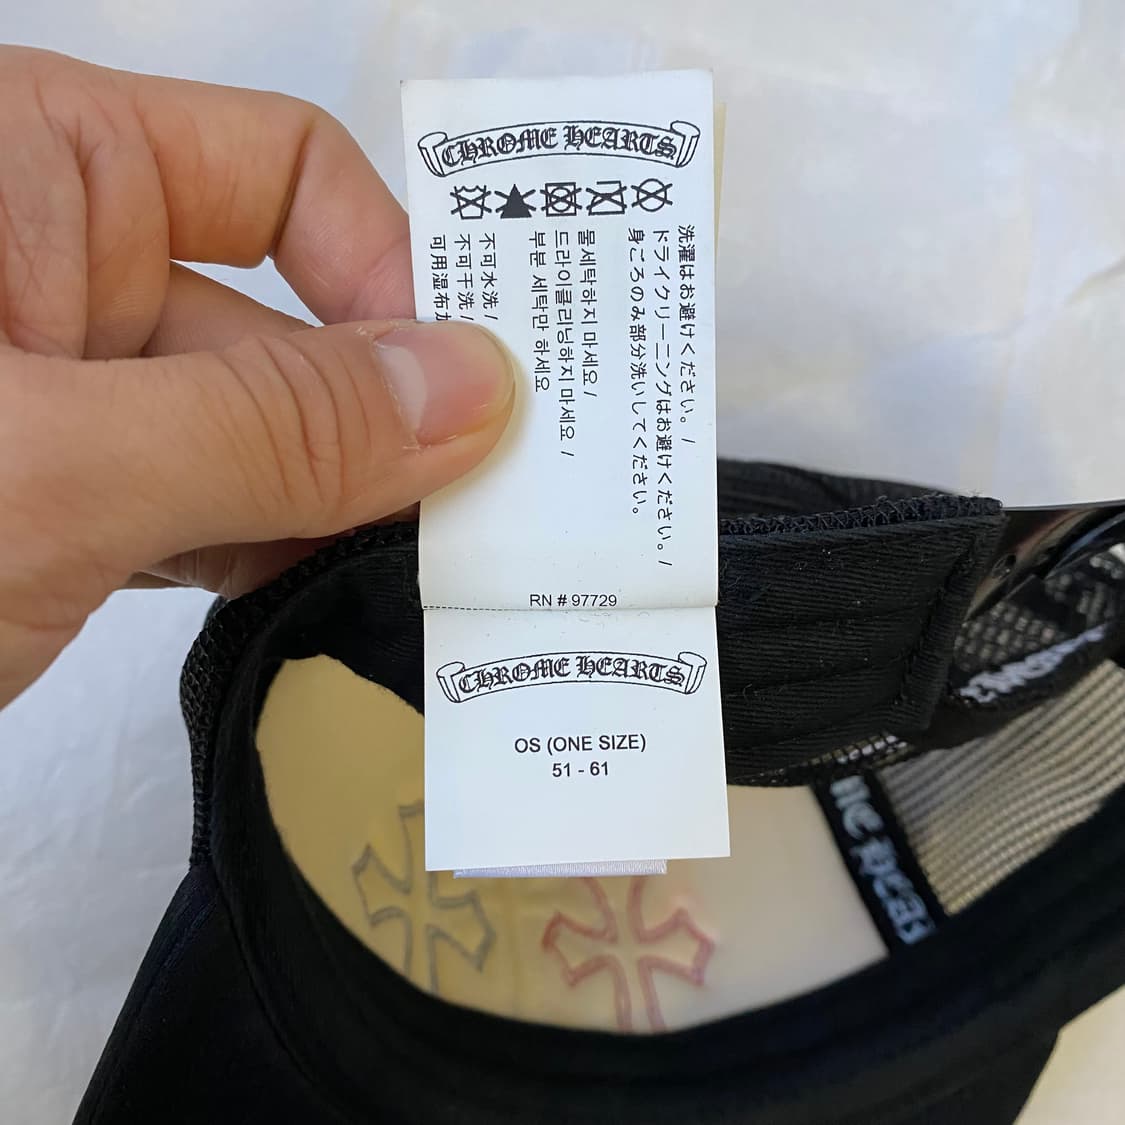 CHROME HEARTS
洗濯はお避けください。/
ドライクリーニングはお避けください。/
身ごろのみ部分洗いしてください。
물세탁하지 마세요 /
드라이클리닝하지 마세요 /
부분 세탁만 하세요
不可水洗 /
不可干洗 /
可用湿布
RN # 97729
CHROME HEARTS
OS (ONE SIZE)
51 - 61